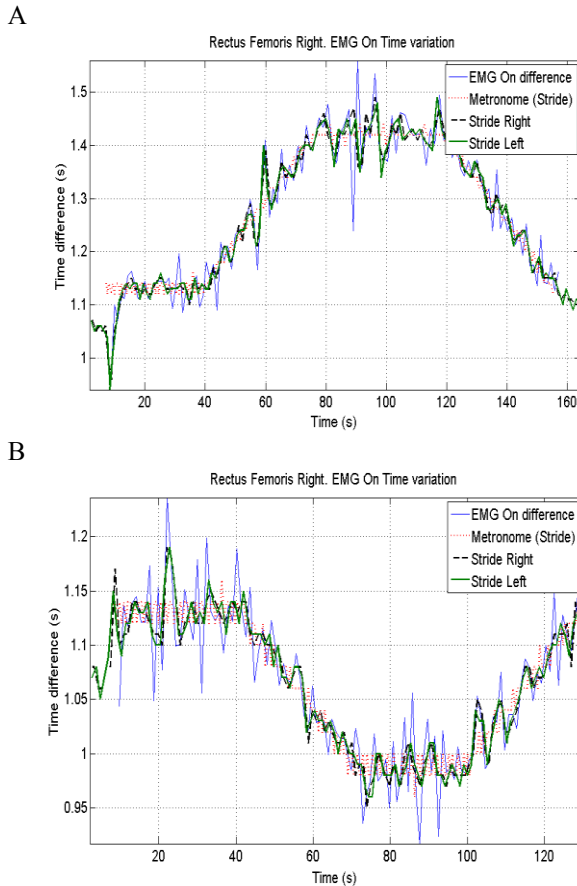 A
Rectus Femoris Right. EMG On Time variation
EMG On difference
Metronome (Stride)
Stride Right
Stride Left
Time difference (s)
1.5
1.4
1.3
1.2
1.1
1
20 40 60 80 100 120 140 160
Time (s)
B
Rectus Femoris Right. EMG On Time variation
EMG On difference
Metronome (Stride)
Stride Right
Stride Left
Time difference (s)
1.2
1.15
1.1
1.05
1
0.95
20 40 60 80 100 120
Time (s)